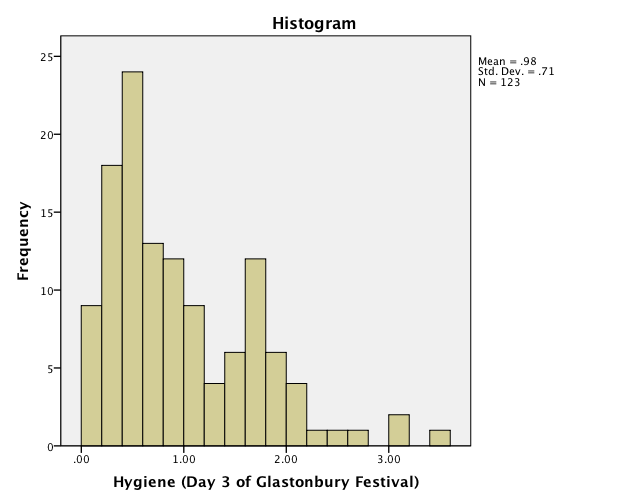 Histogram
Mean = .98
Std. Dev. = .71
N = 123
Frequency
25
20
15
10
5
0
.00 1.00 2.00 3.00
Hygiene (Day 3 of Glastonbury Festival)